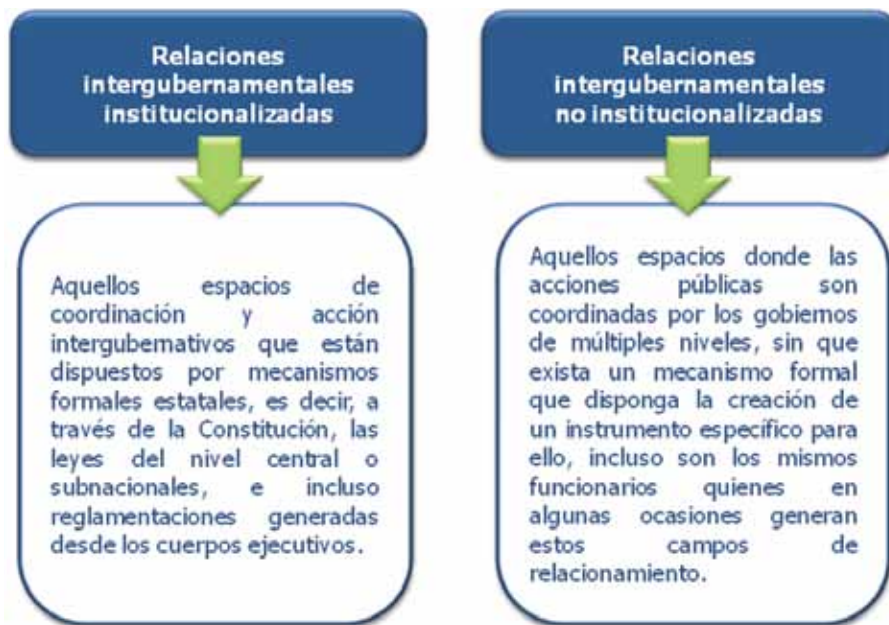 Relaciones
intergubernamentales
institucionalizadas
Aquellos espacios de
coordinación y acción
intergubernativos que están
dispuestos por mecanismos
formales estatales, es decir, a
través de la Constitución, las
leyes del nivel central o
subnacionales, e incluso
reglamentaciones generadas
desde los cuerpos ejecutivos.
Relaciones
intergubernamentales
no institucionalizadas
Aquellos espacios donde las
acciones públicas son
coordinadas por los gobiernos
de múltiples niveles, sin que
exista un mecanismo formal
que disponga la creación de
un instrumento específico para
ello, incluso son los mismos
funcionarios quienes en
algunas ocasiones generan
estos campos de
relacionamiento.